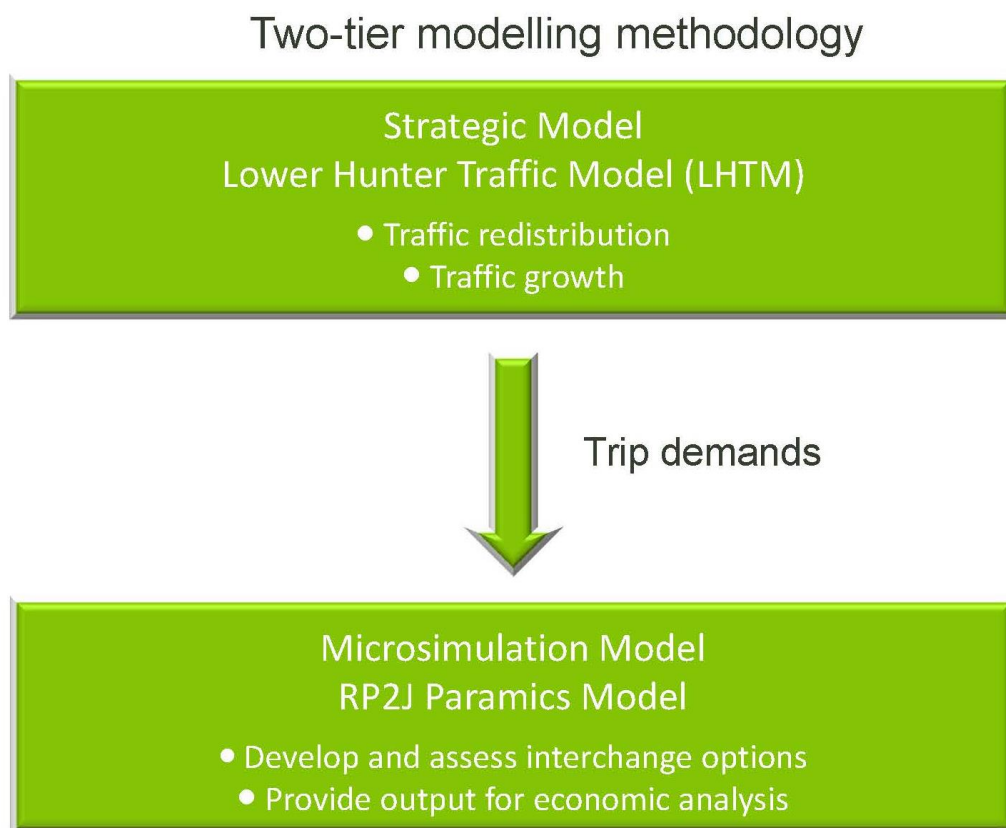 Two-tier modelling methodology
Strategic Model
Lower Hunter Traffic Model (LHTM)
• Traffic redistribution
• Traffic growth
Trip demands
Microsimulation Model
RP2J Paramics Model
• Develop and assess interchange options
• Provide output for economic analysis